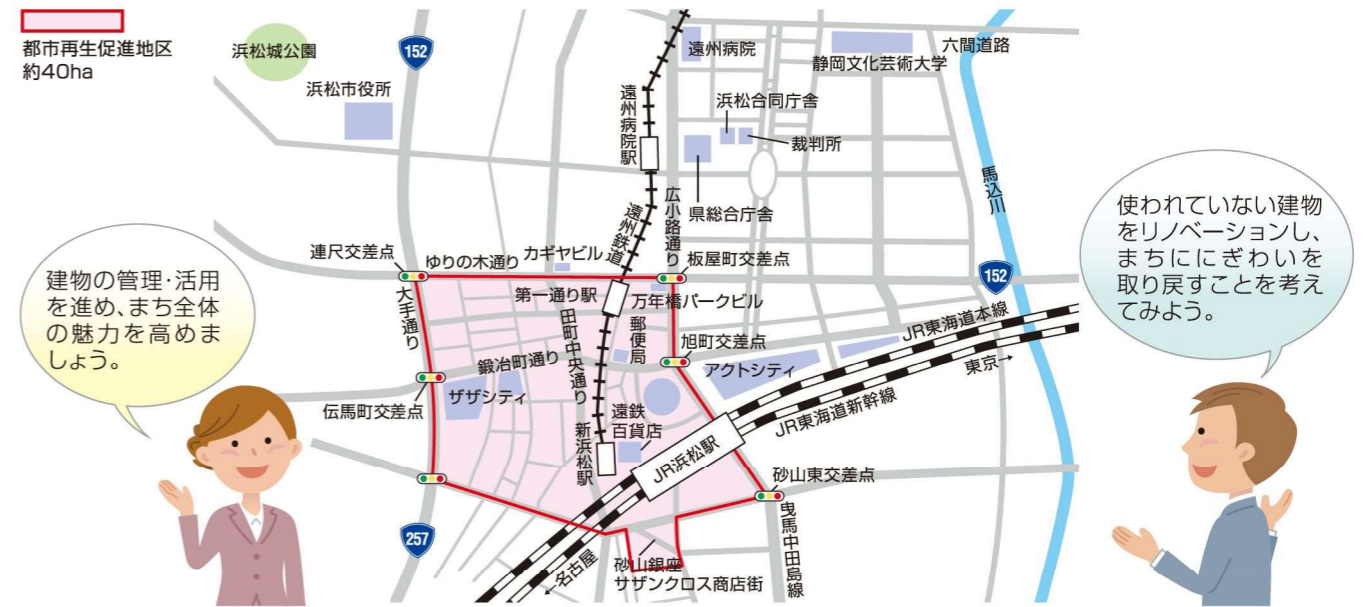 都市再生促進地区
約40ha
浜松城公園
152
浜松市役所
遠州病院
静岡文化芸術大学
六間道路
遠州病院駅
浜松合同庁舎
裁判所
県総合庁舎
馬込川
広小路通り
遠州鉄道
連尺交差点
ゆりの木通り
カギヤビル
板屋町交差点
152
大手通り
第一通り駅
万年橋パークビル
田町中央通り
郵便局
旭町交差点
JR東海道本線
東京→
鍛冶町通り
アクトシティ
ザザシティ
伝馬町交差点
JR東海道新幹線
遠鉄
百貨店
新浜松駅
JR浜松駅
砂山東交差点
257
←名古屋
砂山銀座
サザンクロス商店街
曳馬中田島線
建物の管理・活用
を進め、まち全体
の魅力を高めま
しょう。
使われていない建物
をリノベーションし、
まちににぎわいを
取り戻すことを考え
てみよう。